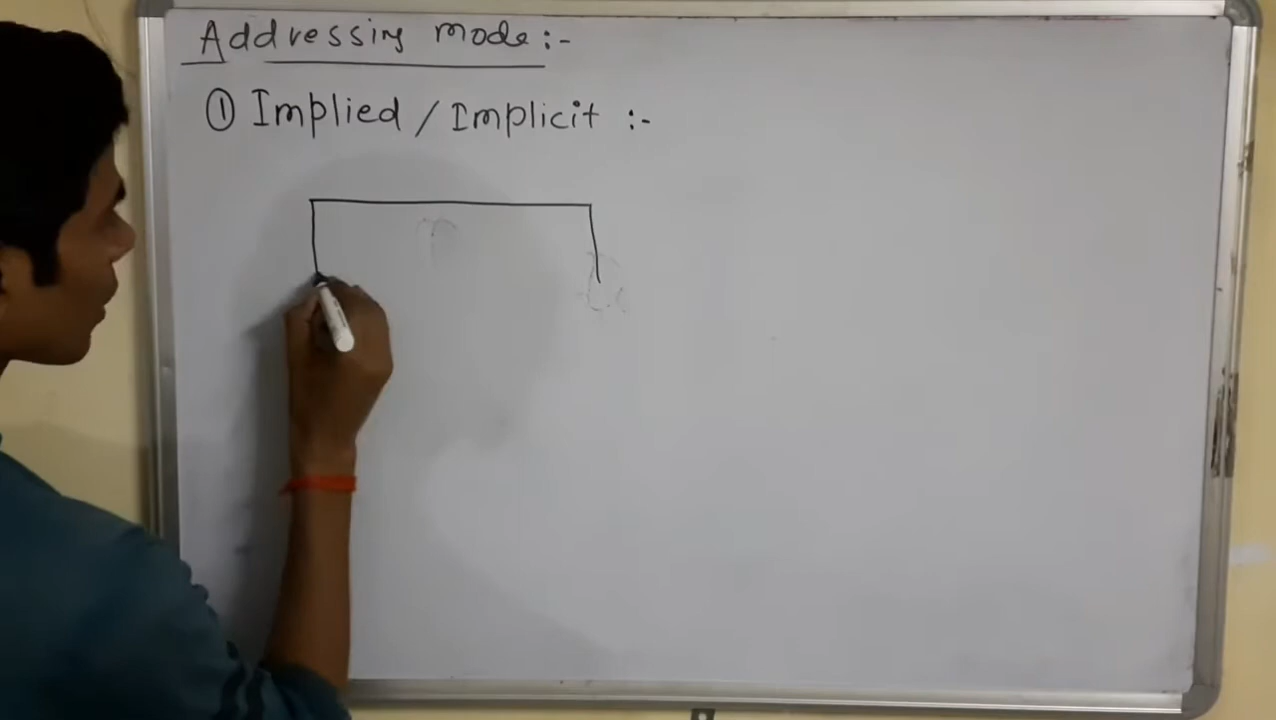 Addressing mode:-
① Implied / Implicit :-